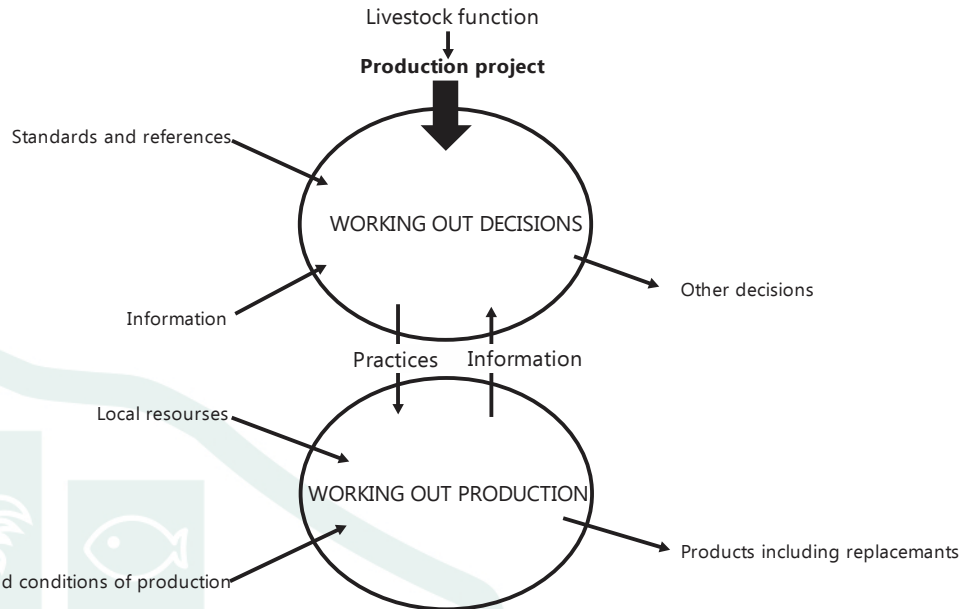 Livestock function
Production project
Standards and references
WORKING OUT DECISIONS
Other decisions
Information
Practices
Information
Local resourses
WORKING OUT PRODUCTION
Products including replacemants
d conditions of production